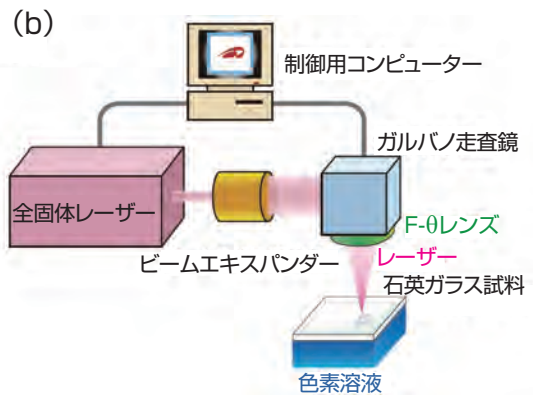 (b)
制御用コンピューター
ガルバノ走査鏡
全固体レーザー
F-θレンズ
ビームエキスパンダー
レーザー
石英ガラス試料
色素溶液